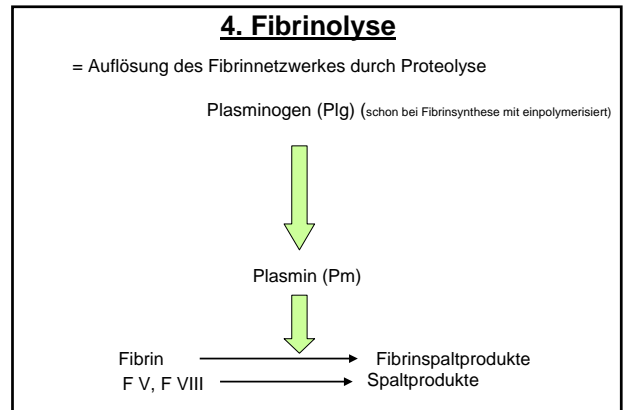 4. Fibrinolyse
= Auflösung des Fibrinnetzwerkes durch Proteolyse
Plasminogen (Plg) (schon bei Fibrinsynthese mit einpolymerisiert)
Plasmin (Pm)
Fibrin Fibrinspaltprodukte
F V, F VIII Spaltprodukte